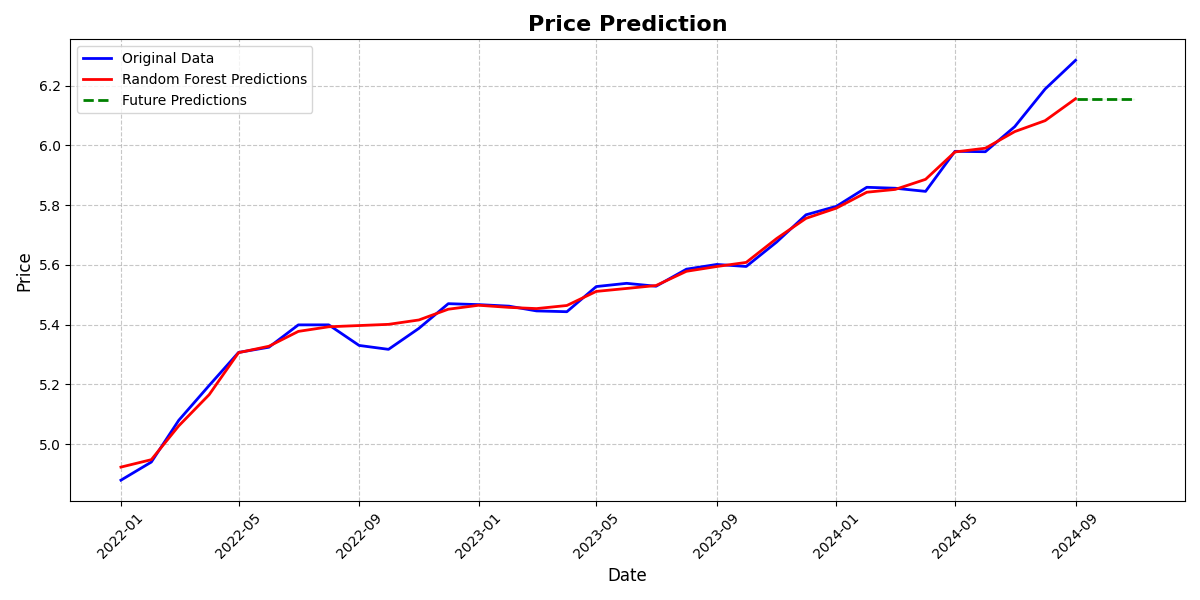 Price Prediction
Original Data
Random Forest Predictions
Future Predictions
Price
6.2
6.0
5.8
5.6
5.4
5.2
5.0
2022-01
2022-05
2022-09
2023-01
2023-05
2023-09
2024-01
2024-05
2024-09
Date